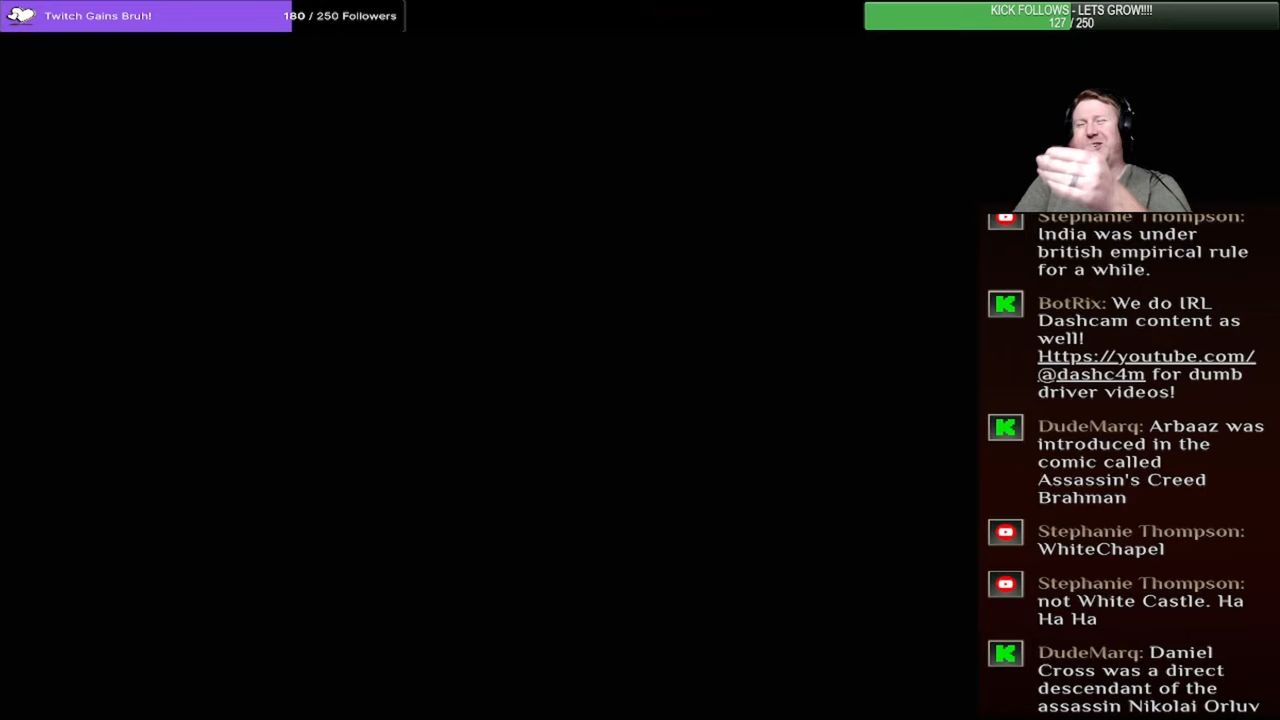 Twitch Gains Bruh!
180 / 250 Followers
KICK FOLLOWS - LETS GROW!!!!
127 / 250
Stephanie Thompson:
India was under
british empirical rule
for a while.
BotRix: We do IRL
Dashcam content as
well!
Https://youtube.com/
@dashc4m for dumb
driver videos!
DudeMarq: Arbaaz was
introduced in the
comic called
Assassin's Creed
Brahman
Stephanie Thompson:
WhiteChapel
Stephanie Thompson:
not White Castle. Ha
Ha Ha
DudeMarq: Daniel
Cross was a direct
descendant of the
assassin Nikolai Orluv